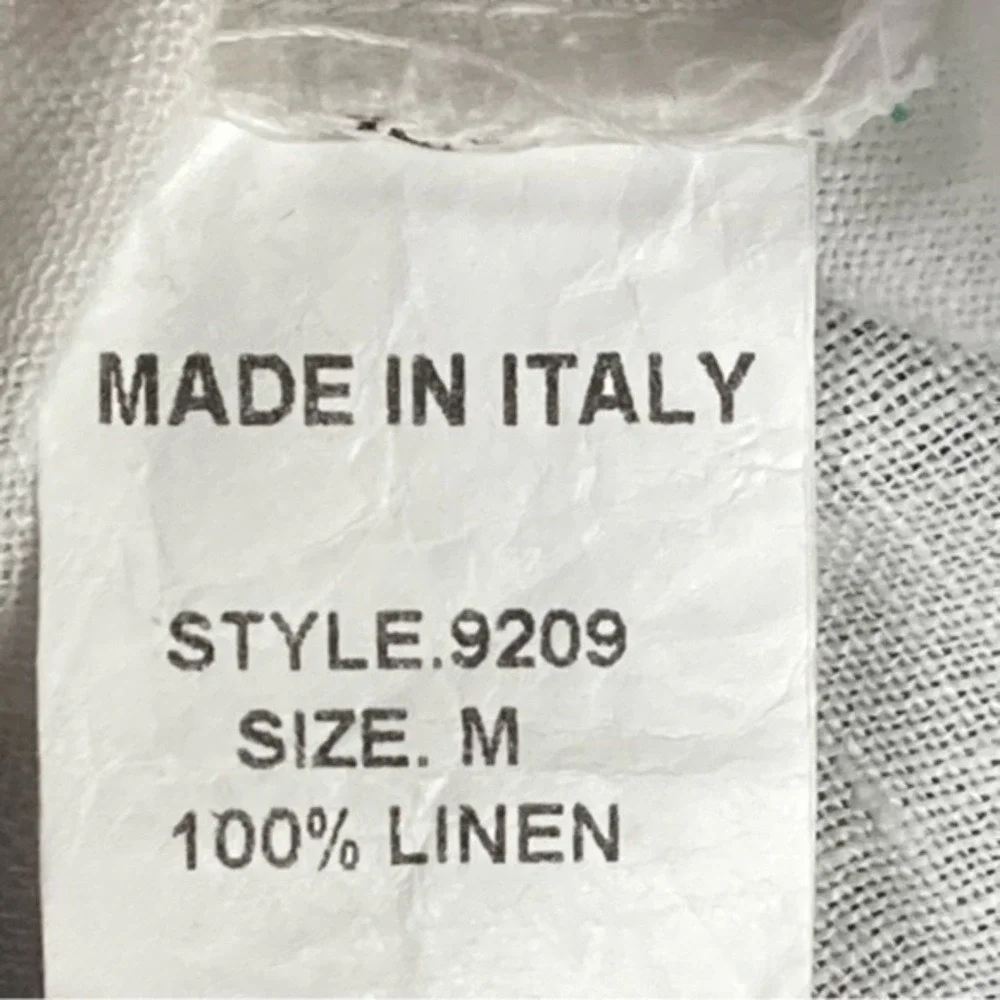 MADE IN ITALY
STYLE.9209
SIZE. M
100% LINEN